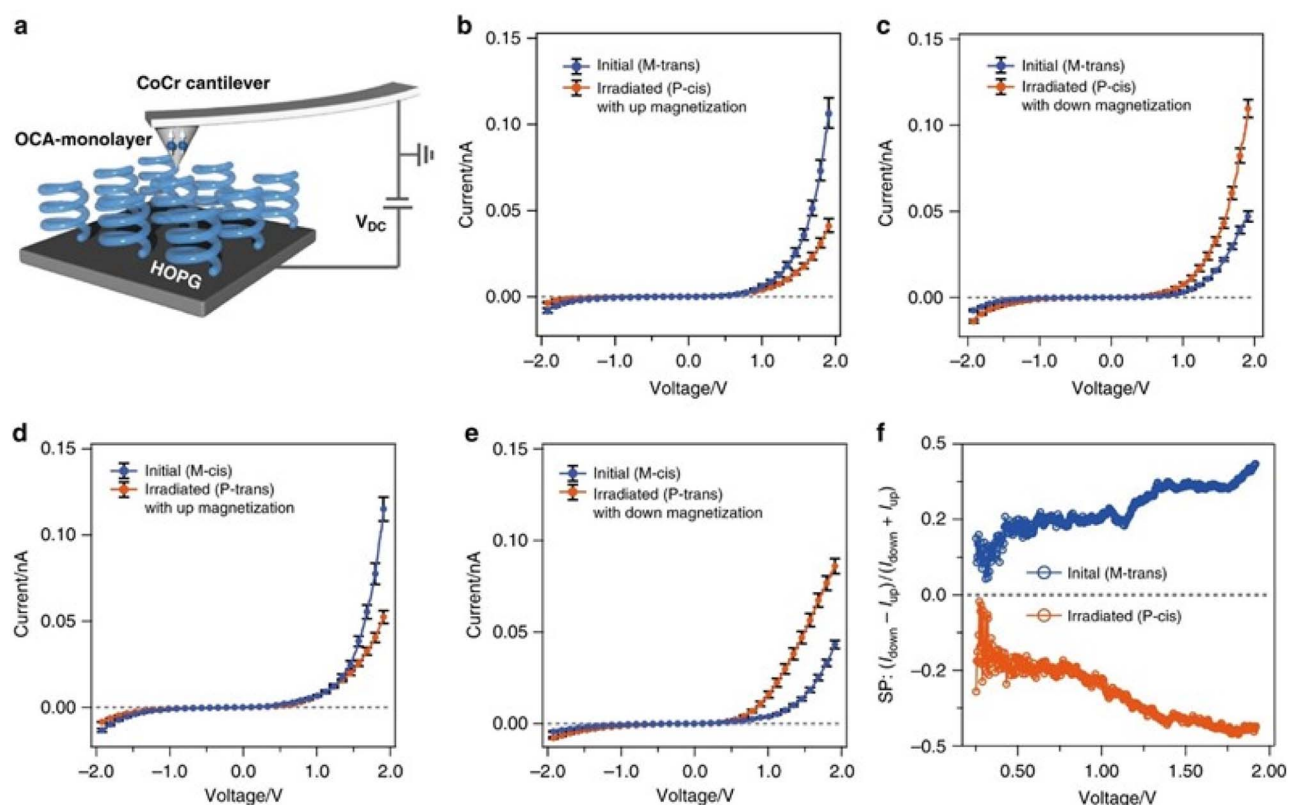 a
CoCr cantilever
OCA-monolayer
HOPG
V_DC
b
0.15
0.10
0.05
0.00
Current/nA
Initial (M-trans)
Irradiated (P-cis)
with up magnetization
–2.0 –1.0 0.0 1.0 2.0
Voltage/V
c
0.15
0.10
0.05
0.00
Current/nA
Initial (M-trans)
Irradiated (P-cis)
with down magnetization
–2.0 –1.0 0.0 1.0 2.0
Voltage/V
d
0.15
0.10
0.05
0.00
Current/nA
Initial (M-cis)
Irradiated (P-trans)
with up magnetization
–2.0 –1.0 0.0 1.0 2.0
Voltage/V
e
0.15
0.10
0.05
0.00
Current/nA
Initial (M-cis)
Irradiated (P-trans)
with down magnetization
–2.0 –1.0 0.0 1.0 2.0
Voltage/V
f
0.5
0.2
0.0
–0.2
–0.5
SP: (I_down – I_up)/(I_down + I_up)
Inital (M-trans)
Irradiated (P-cis)
0.50 1.00 1.50 2.00
Voltage/V